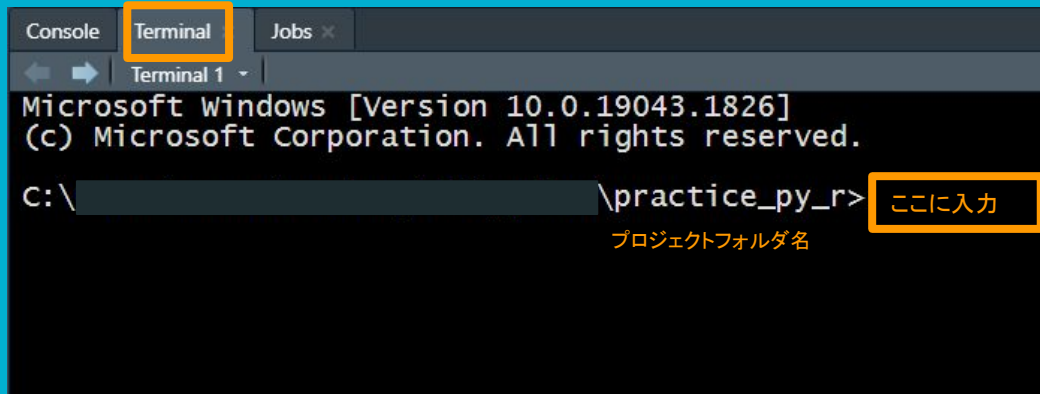 Console Terminal × Jobs ×
Terminal 1
Microsoft Windows [Version 10.0.19043.1826]
(c) Microsoft Corporation. All rights reserved.
C:\ \practice_py_r> ここに入力
プロジェクトフォルダ名